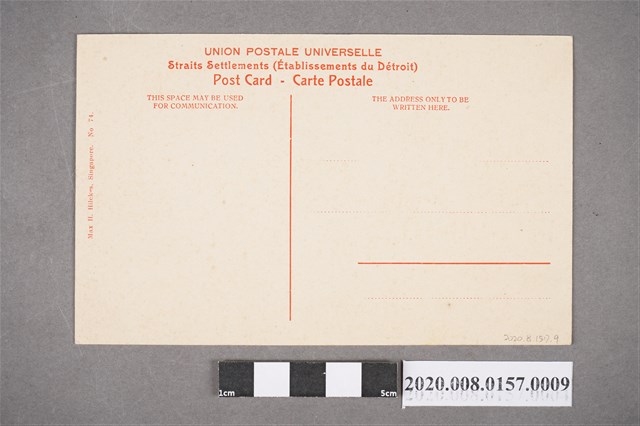 UNION POSTALE UNIVERSELLE
Straits Settlements (Établissements du Détroit)
Post Card - Carte Postale
THIS SPACE MAY BE USED
FOR COMMUNICATION.
THE ADDRESS ONLY TO BE
WRITTEN HERE.
Max H. Hilckes, Singapore. No 74.
2020.8.157.9
1cm
5cm
2020.008.0157.0009